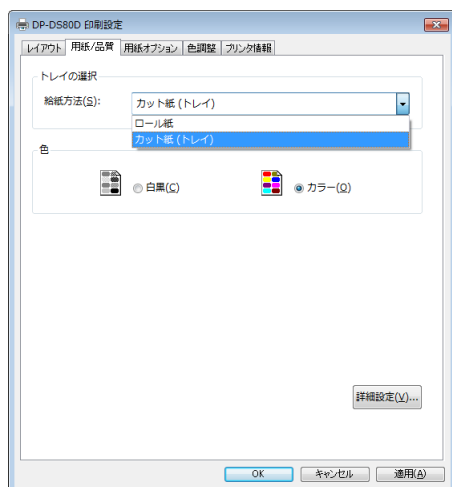 DP-DS80D 印刷設定
レイアウト 用紙/品質 用紙オプション 色調整 プリンタ情報
トレイの選択
給紙方法(S): カット紙 (トレイ)
ロール紙
カット紙 (トレイ)
色
白黒(C) カラー(O)
詳細設定(V)...
OK キャンセル 適用(A)